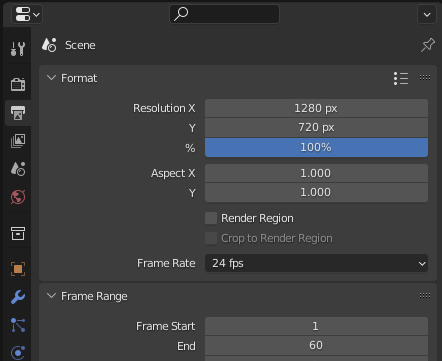 Scene
Format
Resolution X 1280 px
Y 720 px
% 100%
Aspect X 1.000
Y 1.000
Render Region
Crop to Render Region
Frame Rate 24 fps
Frame Range
Frame Start 1
End 60